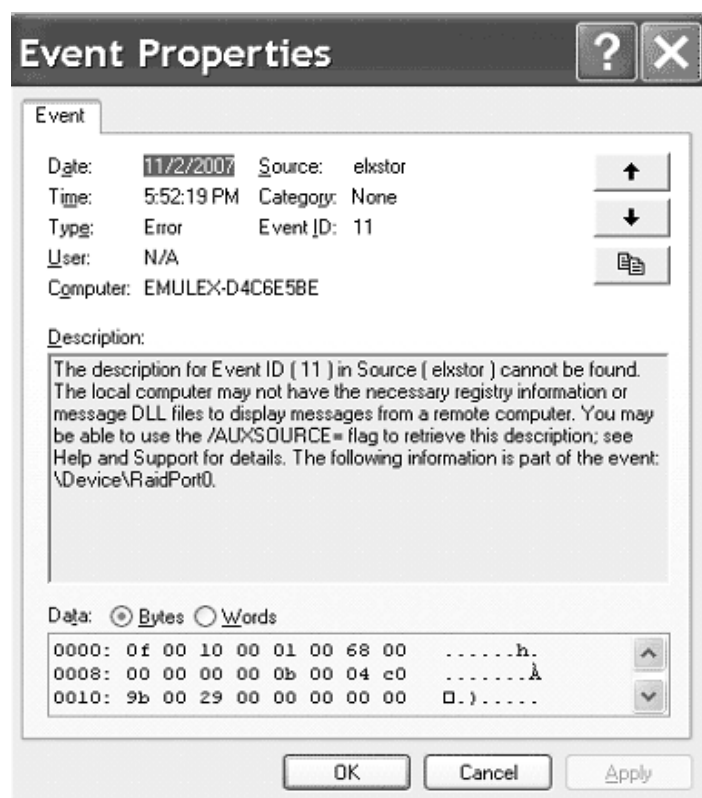 Event Properties
Event
Date: 11/2/2007 Source: elxstor
Time: 5:52:19 PM Category: None
Type: Error Event ID: 11
User: N/A
Computer: EMULEX-D4C6E5BE
Description:
The description for Event ID ( 11 ) in Source ( elxstor ) cannot be found.
The local computer may not have the necessary registry information or
message DLL files to display messages from a remote computer. You may
be able to use the /AUXSOURCE= flag to retrieve this description; see
Help and Support for details. The following information is part of the event:
\Device\RaidPort0.
Data: Bytes Words
0000: 0f 00 10 00 01 00 68 00 ......h.
0008: 00 00 00 00 0b 00 04 c0 .......À
0010: 9b 00 29 00 00 00 00 00 □.).....
OK Cancel Apply